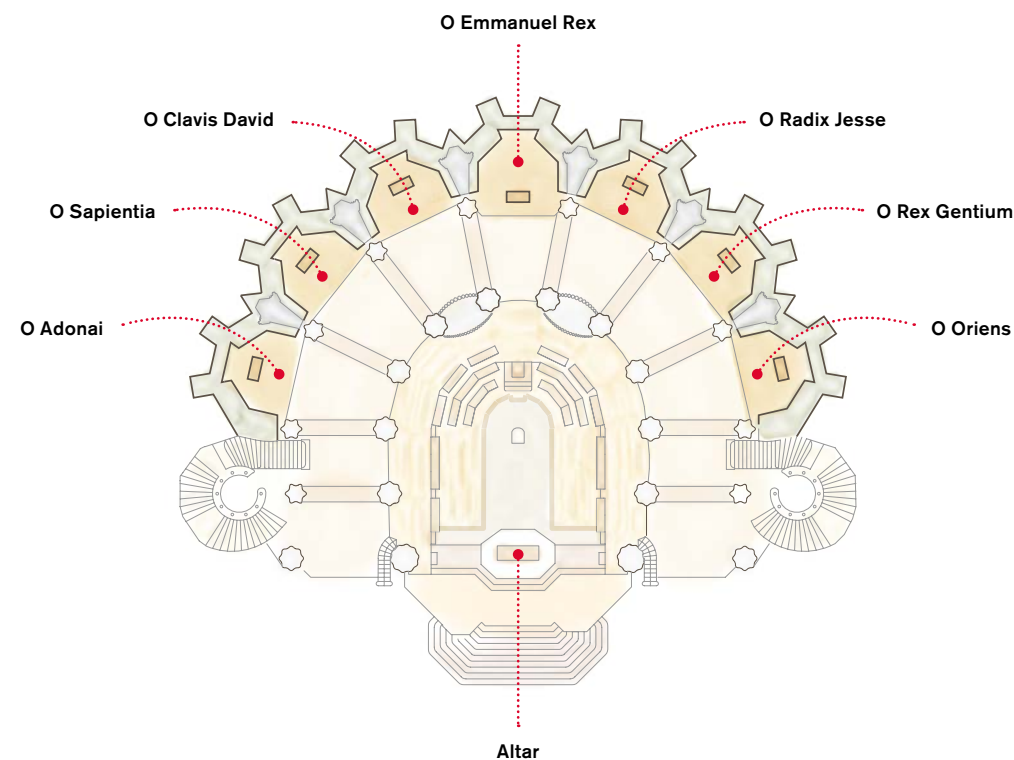 O Emmanuel Rex
O Clavis David
O Radix Jesse
O Sapientia
O Rex Gentium
O Adonai
O Oriens
Altar